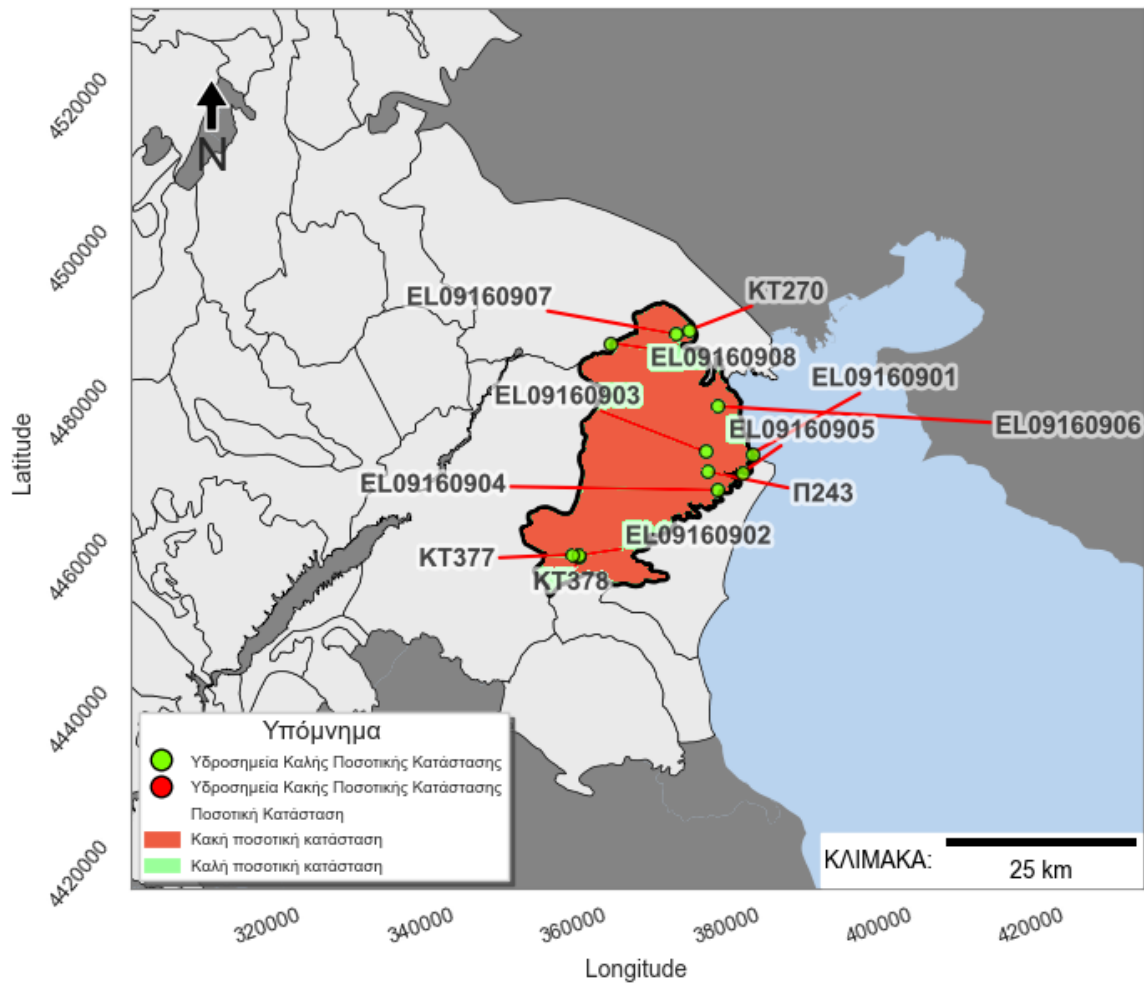 4520000
4500000
4480000
4460000
4440000
4420000
Latitude
N
EL09160907
KT270
EL09160908
EL09160901
EL09160903
EL09160905
EL09160906
EL09160904
Π243
EL09160902
KT377
KT378
Υπόμνημα
Υδροσημεία Καλής Ποσοτικής Κατάστασης
Υδροσημεία Κακής Ποσοτικής Κατάστασης
Ποσοτική Κατάσταση
Κακή ποσοτική κατάσταση
Καλή ποσοτική κατάσταση
ΚΛΙΜΑΚΑ:
25 km
320000
340000
360000
380000
400000
420000
Longitude